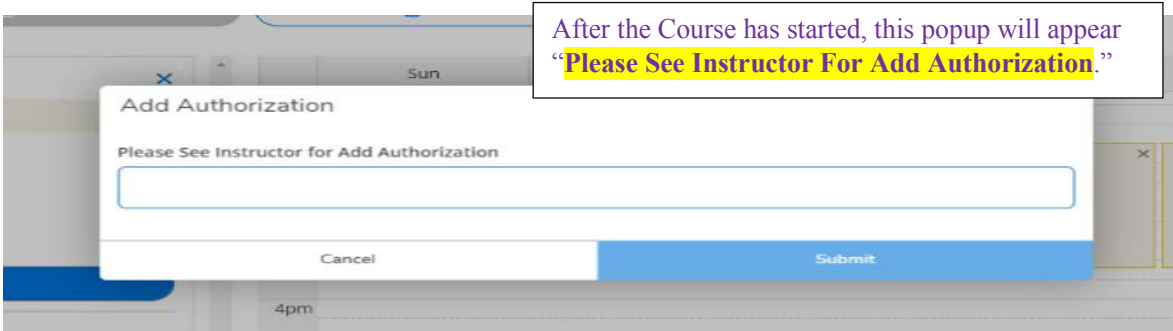 After the Course has started, this popup will appear
“Please See Instructor For Add Authorization.”
Sun
Add Authorization
Please See Instructor for Add Authorization
Cancel
Submit
4pm